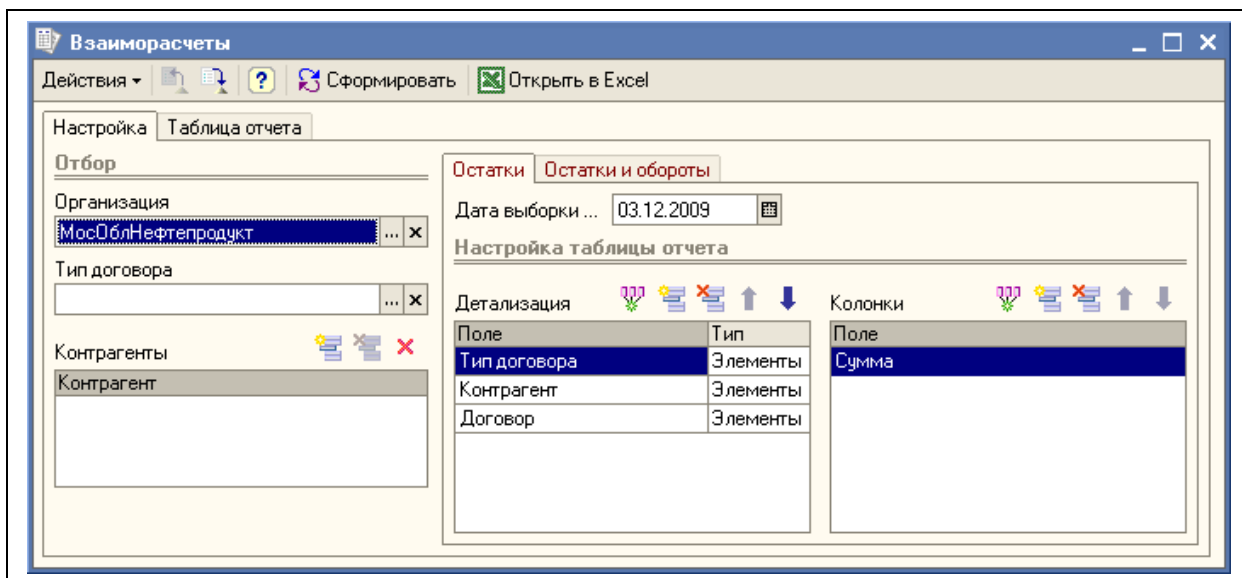 Взаиморасчеты
Действия ? Сформировать Открыть в Excel
Настройка Таблица отчета
Отбор
Организация
МосОблНефтепродукт ...
Тип договора
...
Контрагенты
Контрагент
Остатки Остатки и обороты
Дата выборки ... 03.12.2009
Настройка таблицы отчета
Детализация
Поле Тип
Тип договора Элементы
Контрагент Элементы
Договор Элементы
Колонки
Поле
Сумма